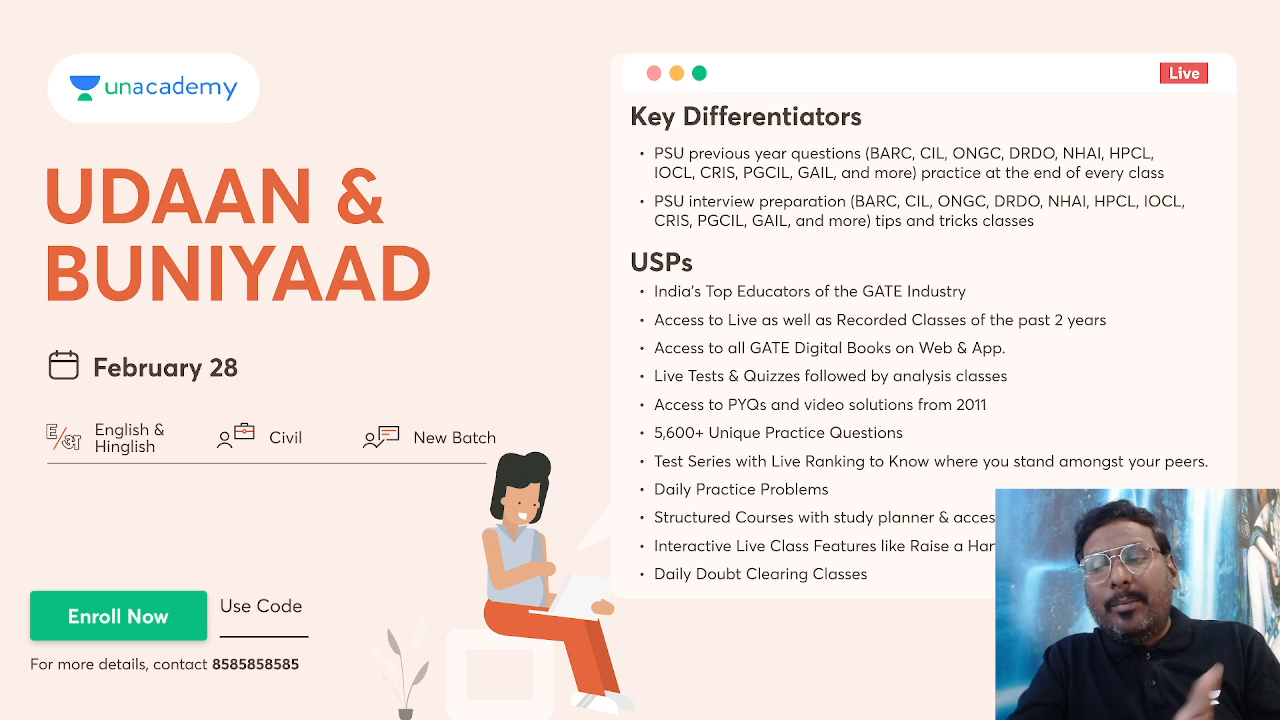 unacademy
UDAAN &
BUNIYAAD
February 28
English &
Hinglish
Civil
New Batch
Enroll Now
Use Code
For more details, contact 8585858585
Live
Key Differentiators
• PSU previous year questions (BARC, CIL, ONGC, DRDO, NHAI, HPCL,
IOCL, CRIS, PGCIL, GAIL, and more) practice at the end of every class
• PSU interview preparation (BARC, CIL, ONGC, DRDO, NHAI, HPCL, IOCL,
CRIS, PGCIL, GAIL, and more) tips and tricks classes
USPs
• India's Top Educators of the GATE Industry
• Access to Live as well as Recorded Classes of the past 2 years
• Access to all GATE Digital Books on Web & App.
• Live Tests & Quizzes followed by analysis classes
• Access to PYQs and video solutions from 2011
• 5,600+ Unique Practice Questions
• Test Series with Live Ranking to Know where you stand amongst your peers.
• Daily Practice Problems
• Structured Courses with study planner &
• Interactive Live Class Features like Raise a
• Daily Doubt Clearing Classes